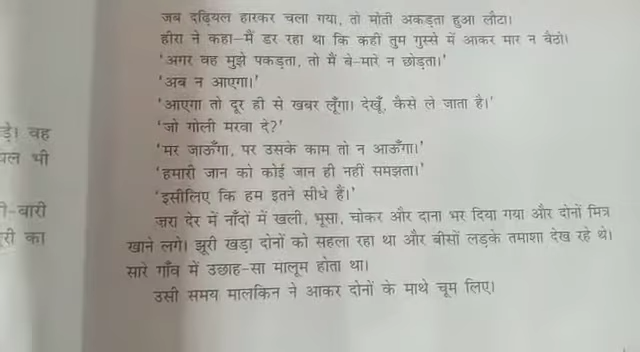 जब दढ़ियल हारकर चला गया, तो मोती अकड़ता हुआ लौटा।
हीरा ने कहा–मैं डर रहा था कि कहीं तुम गुस्से में आकर मार न बैठो।
'अगर वह मुझे पकड़ता, तो मैं बे-मारे न छोड़ता।'
'अब न आएगा।'
'आएगा तो दूर ही से खबर लूँगा। देखूँ, कैसे ले जाता है।'
'जो गोली मरवा दे?'
'मर जाऊँगा, पर उसके काम तो न आऊँगा।'
'हमारी जान को कोई जान ही नहीं समझता।'
'इसीलिए कि हम इतने सीधे हैं।'
ज़रा देर में नाँदों में खली, भूसा, चोकर और दाना भर दिया गया और दोनों मित्र
खाने लगे। झूरी खड़ा दोनों को सहला रहा था और बीसों लड़के तमाशा देख रहे थे।
सारे गाँव में उछाह-सा मालूम होता था।
उसी समय मालकिन ने आकर दोनों के माथे चूम लिए।
ड़े। वह
यल भी
ी-बारी
री का